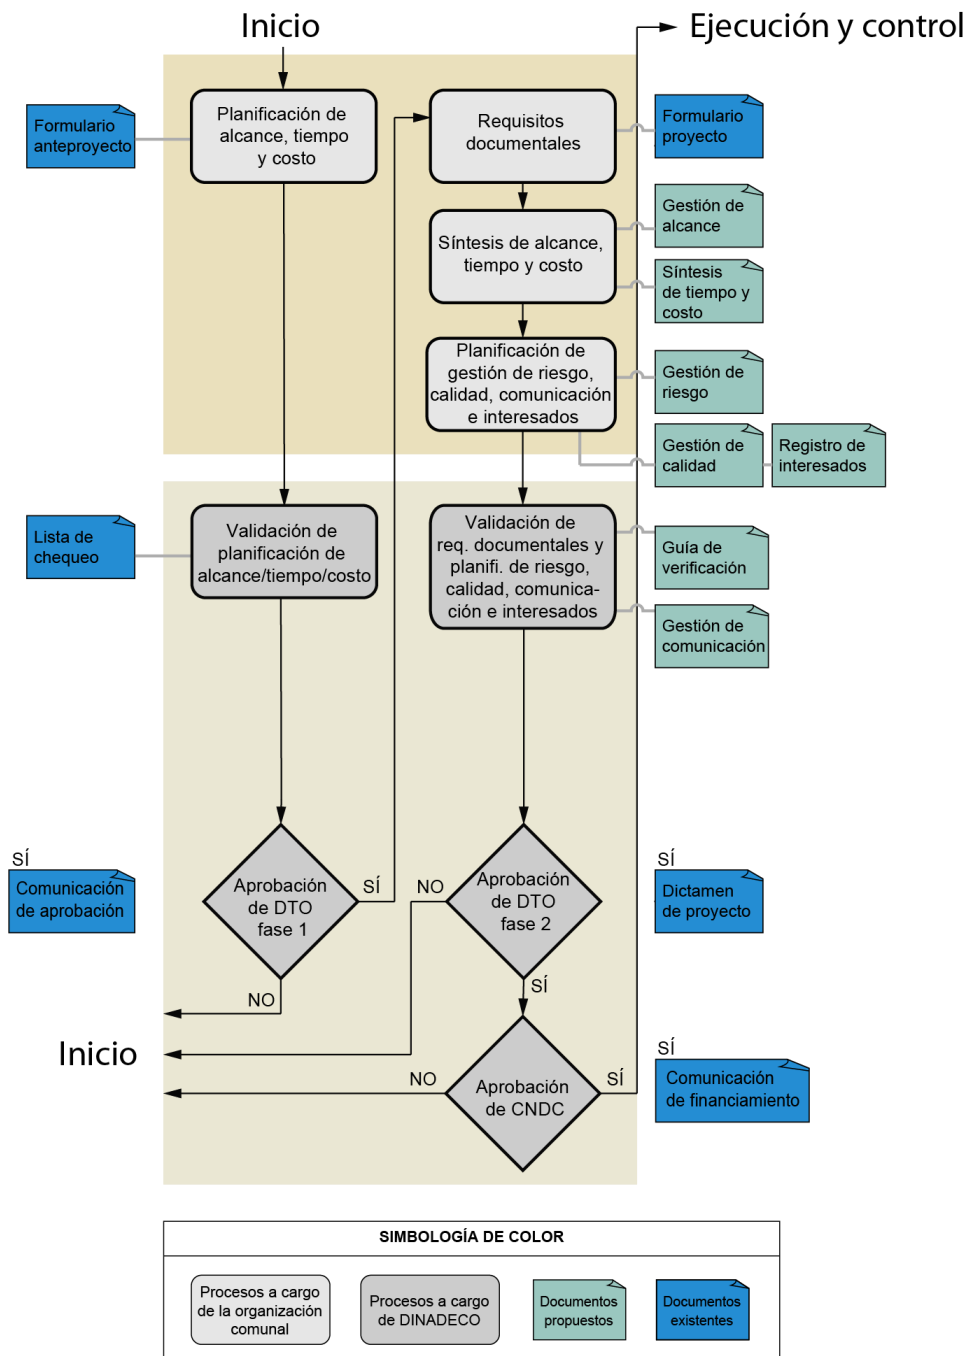 Inicio
Ejecución y control
Formulario
anteproyecto
Planificación de
alcance, tiempo
y costo
Requisitos
documentales
Formulario
proyecto
Síntesis de alcance,
tiempo y costo
Gestión de
alcance
Síntesis
de tiempo y
costo
Planificación de
gestión de riesgo,
calidad, comunicación
e interesados
Gestión de
riesgo
Gestión de
calidad
Registro de
interesados
Lista de
chequeo
Validación de
planificación de
alcance/tiempo/costo
Validación de
req. documentales y
planifi. de riesgo,
calidad, comunica-
ción e interesados
Guía de
verificación
Gestión de
comunicación
SÍ
Comunicación
de aprobación
Aprobación
de DTO
fase 1
SÍ
NO
NO
Aprobación
de DTO
fase 2
SÍ
SÍ
Dictamen
de proyecto
Inicio
NO
Aprobación
de CNDC
SÍ
SÍ
Comunicación
de financiamiento
SIMBOLOGÍA DE COLOR
Procesos a cargo
de la organización
comunal
Procesos a cargo
de DINADECO
Documentos
propuestos
Documentos
existentes